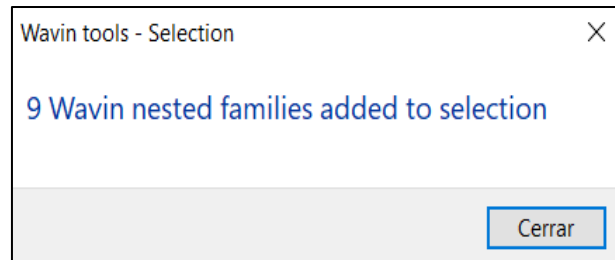 Wavin tools - Selection
9 Wavin nested families added to selection
Cerrar